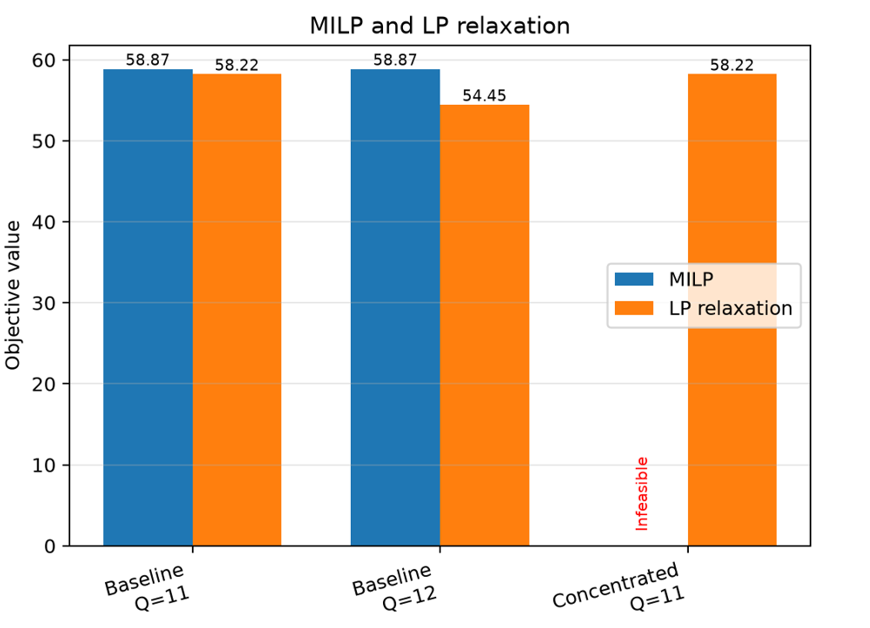 MILP and LP relaxation
Objective value
60
50
40
30
20
10
0
58.87
58.22
58.87
54.45
58.22
Infeasible
MILP
LP relaxation
Baseline
Q=11
Baseline
Q=12
Concentrated
Q=11